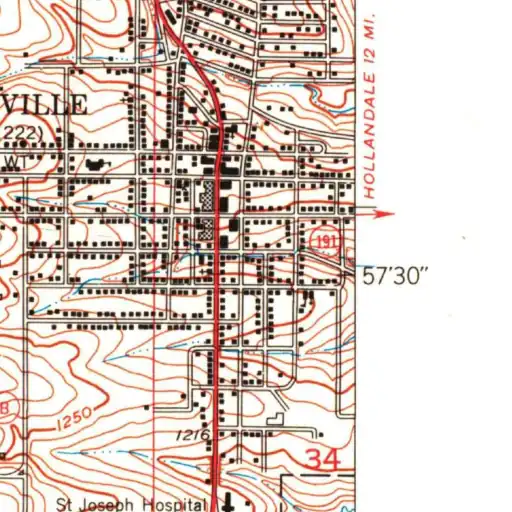 VILLE
(222)
WT
HOLLANDALE 12 MI.
191
57'30"
1250
1216
34
St Joseph Hospital